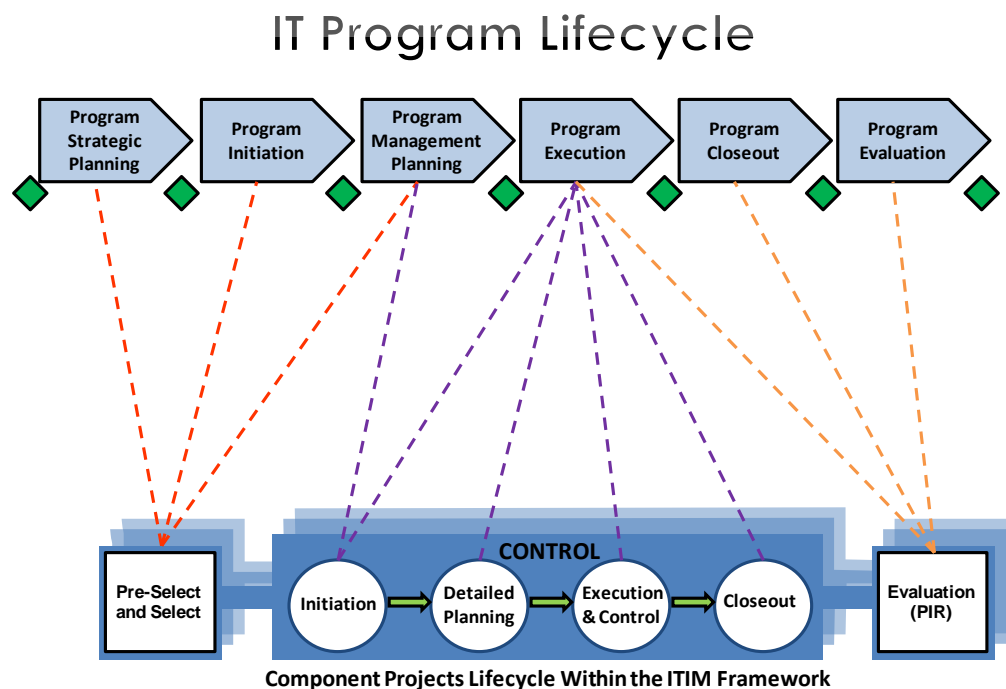 IT Program Lifecycle
Program
Strategic
Planning
Program
Initiation
Program
Management
Planning
Program
Execution
Program
Closeout
Program
Evaluation
CONTROL
Pre-Select
and Select
Initiation
Detailed
Planning
Execution
& Control
Closeout
Evaluation
(PIR)
Component Projects Lifecycle Within the ITIM Framework